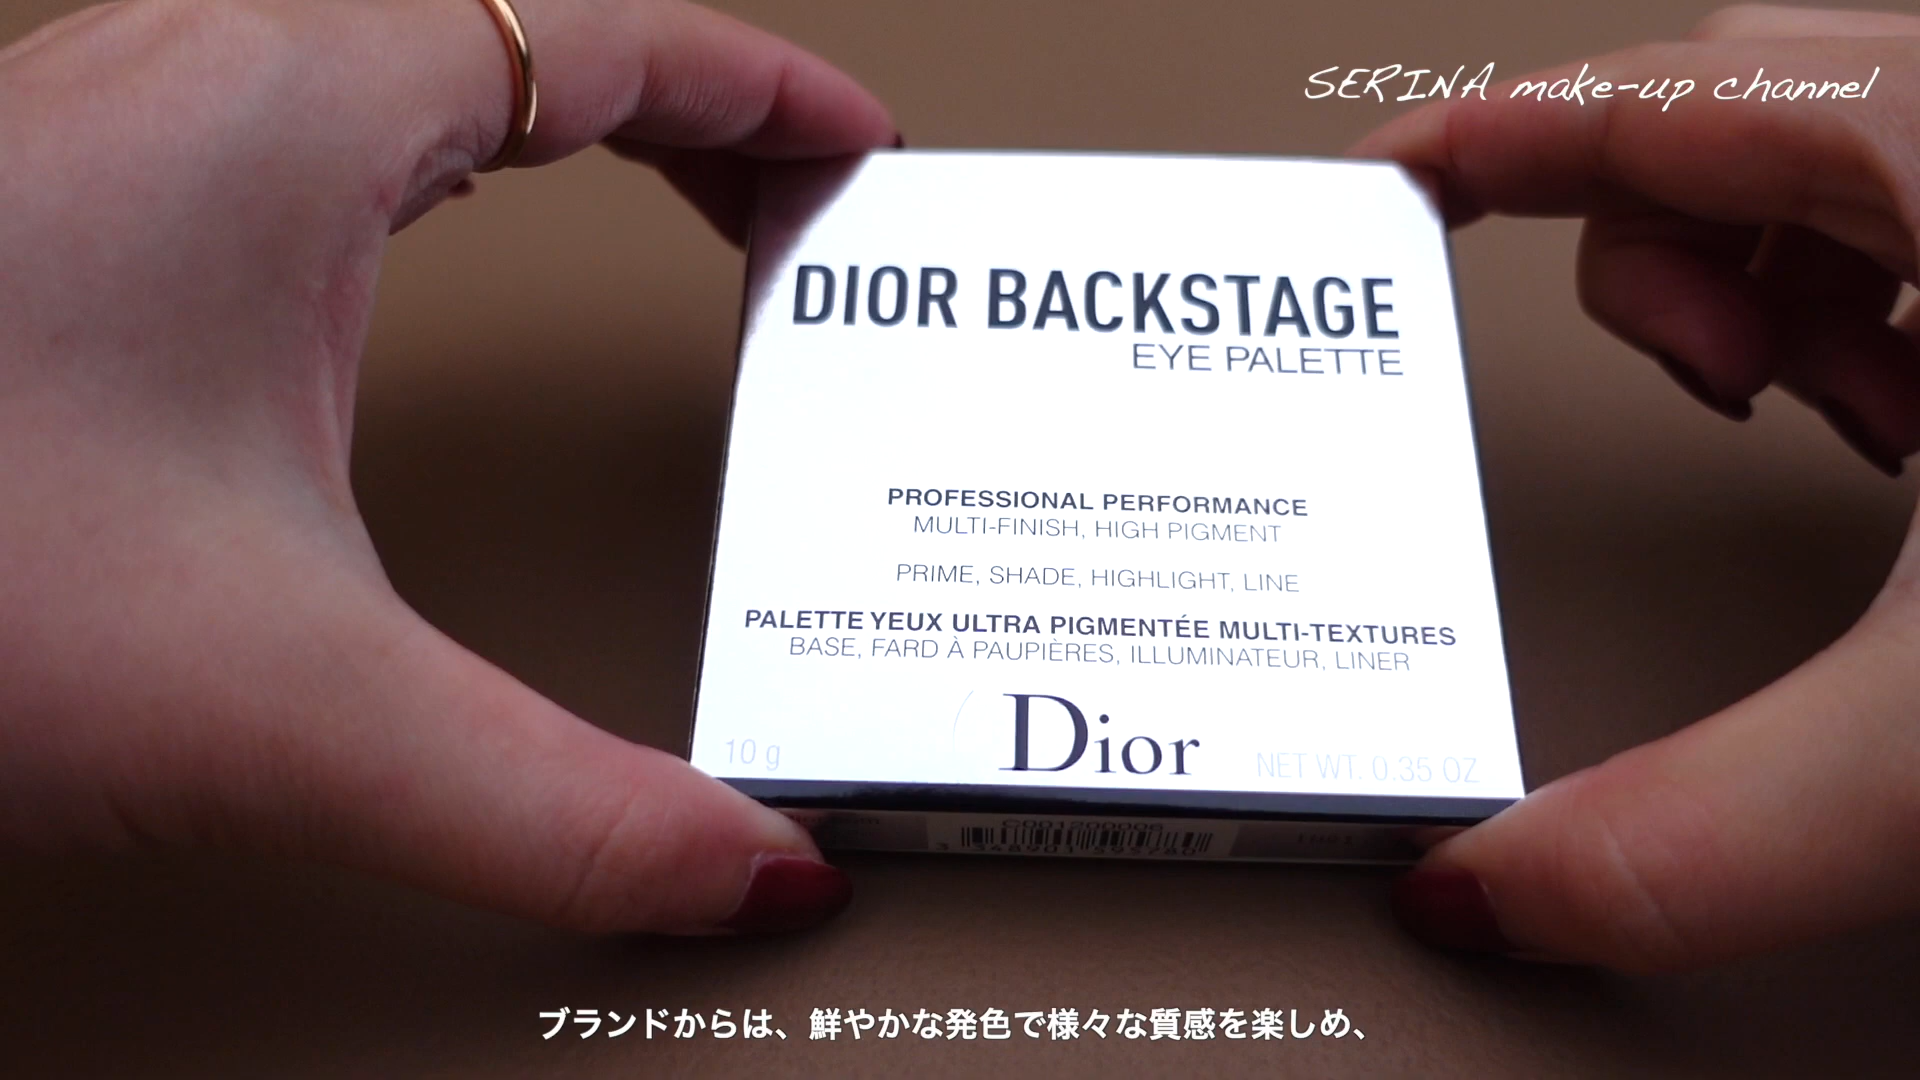 SERINA make-up channel
DIOR BACKSTAGE
EYE PALETTE
PROFESSIONAL PERFORMANCE
MULTI-FINISH, HIGH PIGMENT
PRIME, SHADE, HIGHLIGHT, LINE
PALETTE YEUX ULTRA PIGMENTÉE MULTI-TEXTURES
BASE, FARD À PAUPIÈRES, ILLUMINATEUR, LINER
Dior
10 g
NET WT. 0.35 OZ
ブランドからは、鮮やかな発色で様々な質感を楽しめ、